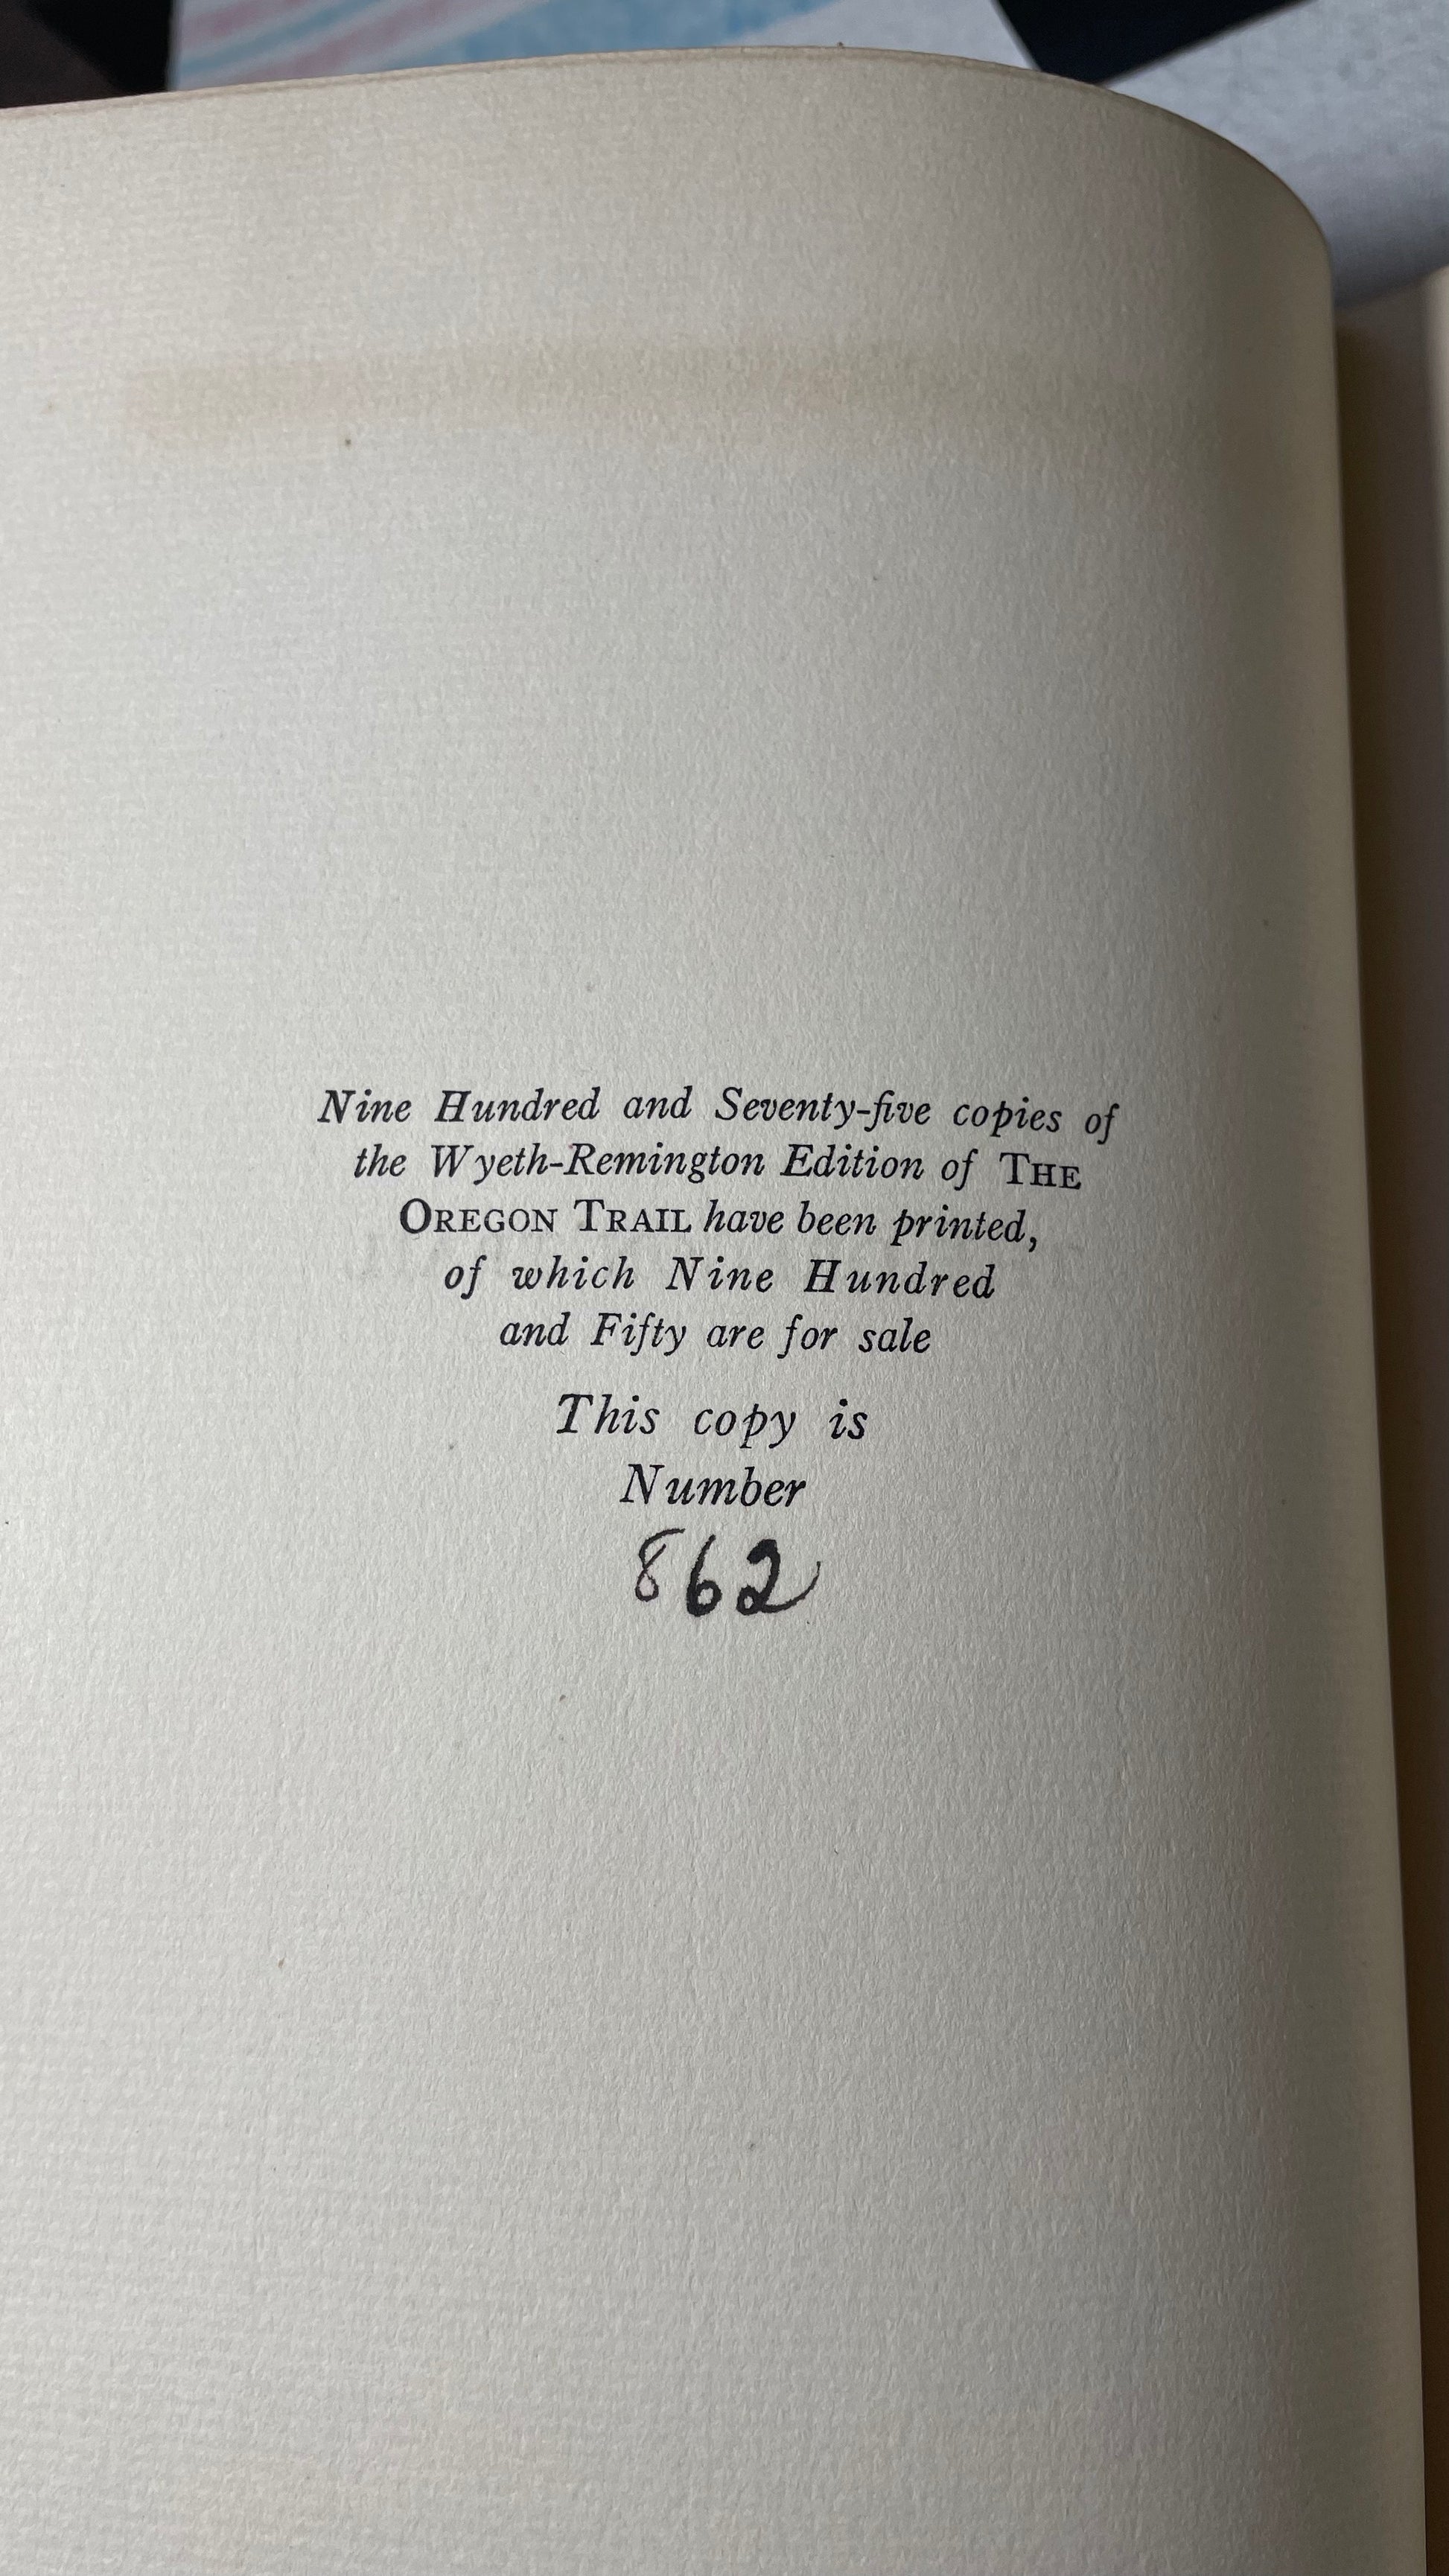 Nine Hundred and Seventy-five copies of
the Wyeth-Remington Edition of THE
OREGON TRAIL have been printed,
of which Nine Hundred
and Fifty are for sale
This copy is
Number
862